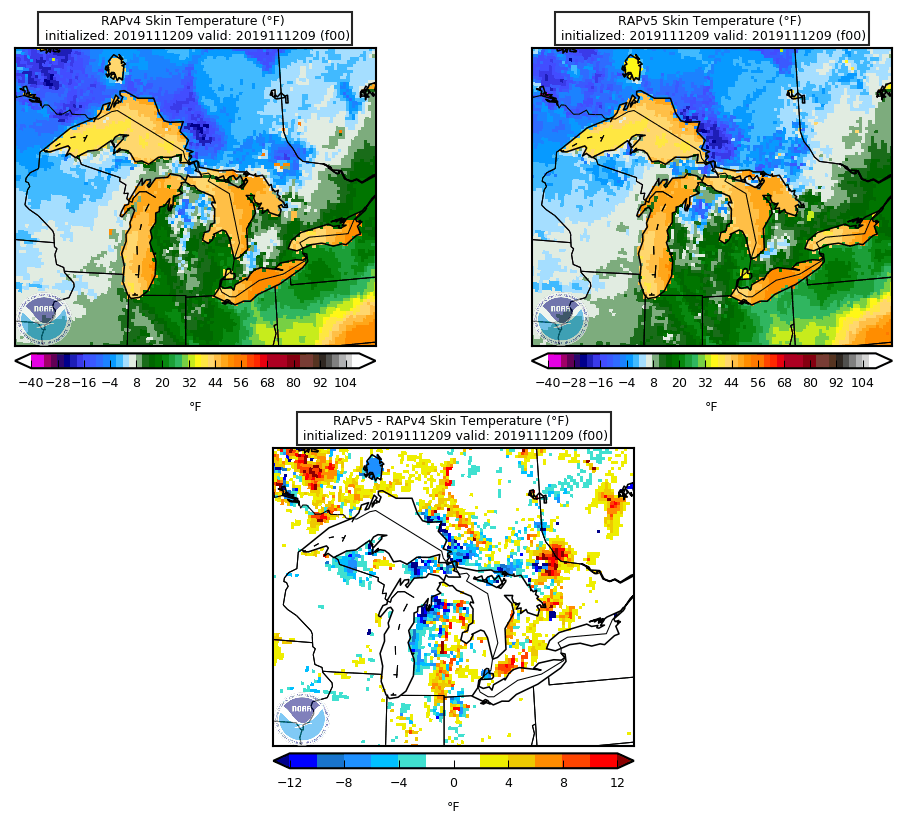 RAPv4 Skin Temperature (°F)
initialized: 2019111209 valid: 2019111209 (f00)
RAPv5 Skin Temperature (°F)
initialized: 2019111209 valid: 2019111209 (f00)
NOAA
NOAA
−40 −28 −16 −4 8 20 32 44 56 68 80 92 104
−40 −28 −16 −4 8 20 32 44 56 68 80 92 104
°F
°F
RAPv5 - RAPv4 Skin Temperature (°F)
initialized: 2019111209 valid: 2019111209 (f00)
NOAA
−12 −8 −4 0 4 8 12
°F